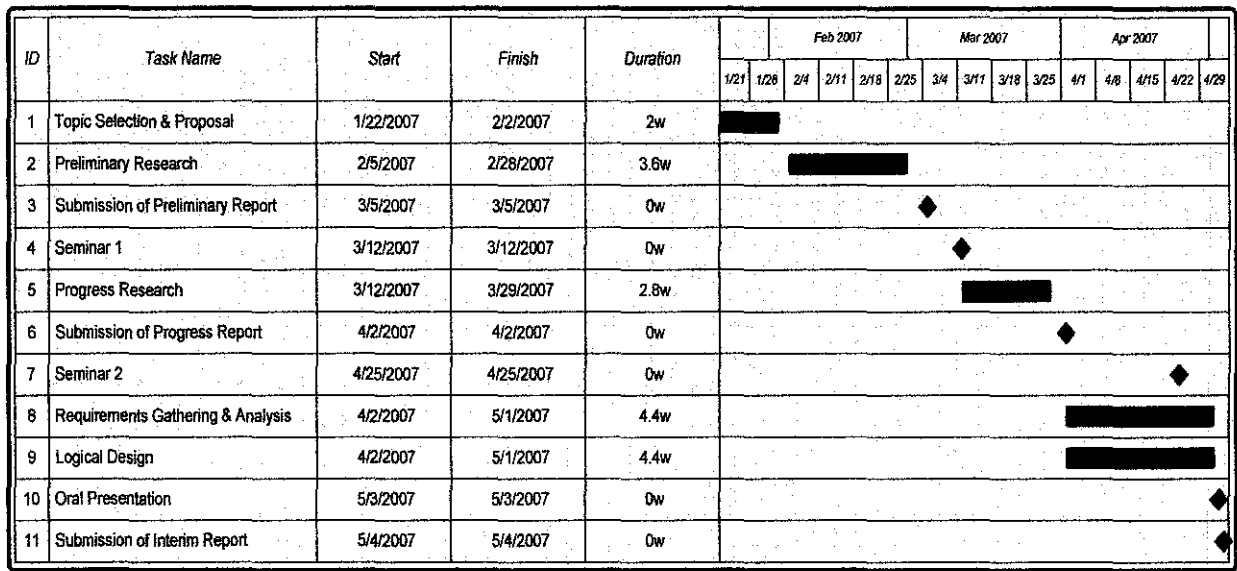 ID Task Name Start Finish Duration Feb 2007 Mar 2007 Apr 2007
1/21 1/28 2/4 2/11 2/18 2/25 3/4 3/11 3/18 3/25 4/1 4/8 4/15 4/22 4/29
1 Topic Selection & Proposal 1/22/2007 2/2/2007 2w
2 Preliminary Research 2/5/2007 2/28/2007 3.6w
3 Submission of Preliminary Report 3/5/2007 3/5/2007 0w
4 Seminar 1 3/12/2007 3/12/2007 0w
5 Progress Research 3/12/2007 3/29/2007 2.8w
6 Submission of Progress Report 4/2/2007 4/2/2007 0w
7 Seminar 2 4/25/2007 4/25/2007 0w
8 Requirements Gathering & Analysis 4/2/2007 5/1/2007 4.4w
9 Logical Design 4/2/2007 5/1/2007 4.4w
10 Oral Presentation 5/3/2007 5/3/2007 0w
11 Submission of Interim Report 5/4/2007 5/4/2007 0w